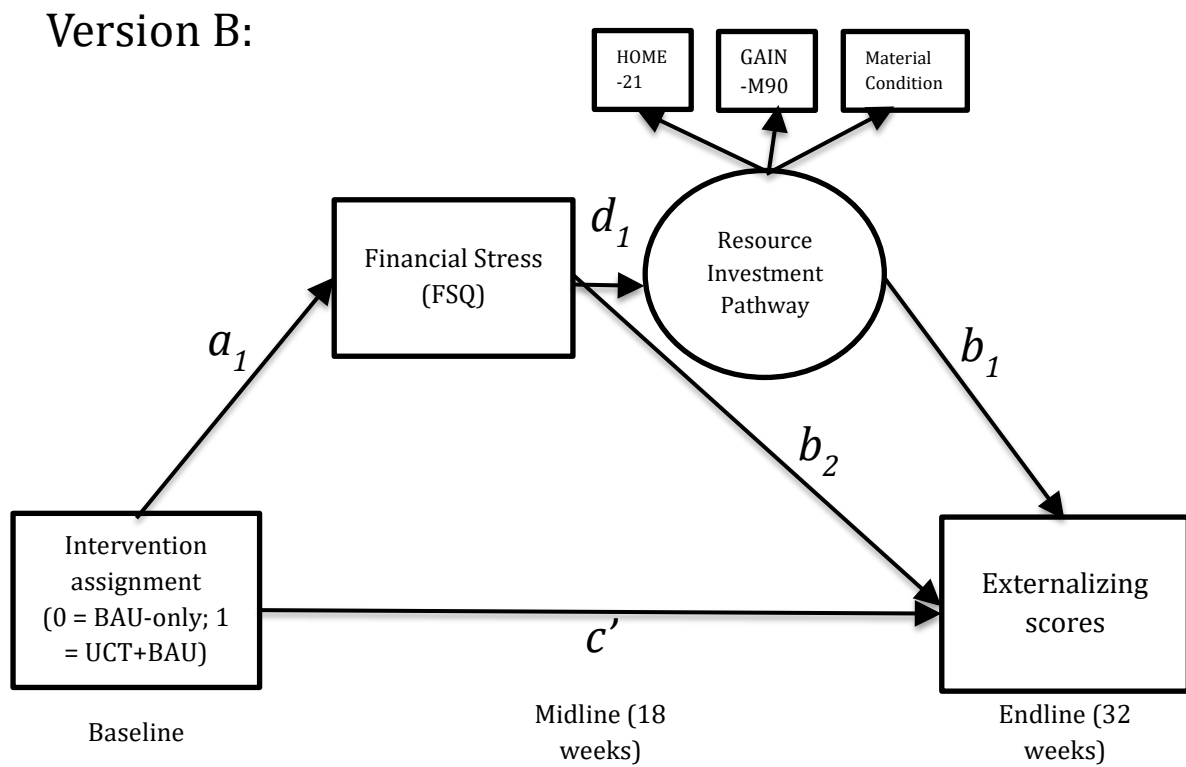 Version B:
HOME
-21
GAIN
-M90
Material
Condition
Financial Stress
(FSQ)
d₁
Resource
Investment
Pathway
a₁
b₁
b₂
Intervention
assignment
(0 = BAU-only; 1
= UCT+BAU)
Externalizing
scores
c’
Baseline
Midline (18
weeks)
Endline (32
weeks)